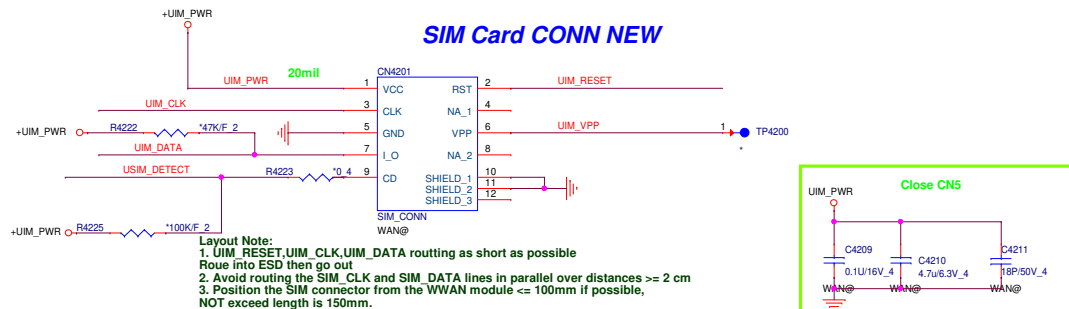 SIM Card CONN NEW
+UIM_PWR
20mil
CN4201
UIM_PWR
1
VCC
RST
2
UIM_RESET
UIM_CLK
3
CLK
NA_1
4
+UIM_PWR
R4222
*47K/F_2
5
GND
VPP
6
UIM_VPP
1
TP4200
*
UIM_DATA
7
I_O
NA_2
8
USIM_DETECT
R4223
*0_4
9
CD
SHIELD_1
10
SHIELD_2
11
SHIELD_3
12
SIM_CONN
WAN@
+UIM_PWR
R4225
*100K/F_2
Layout Note:
1. UIM_RESET,UIM_CLK,UIM_DATA routting as short as possible
Roue into ESD then go out
2. Avoid routing the SIM_CLK and SIM_DATA lines in parallel over distances >= 2 cm
3. Position the SIM connector from the WWAN module <= 100mm if possible,
NOT exceed length is 150mm.
Close CN5
UIM_PWR
C4209
0.1U/16V_4
WAN@
C4210
4.7u/6.3V_4
WAN@
C4211
18P/50V_4
WAN@